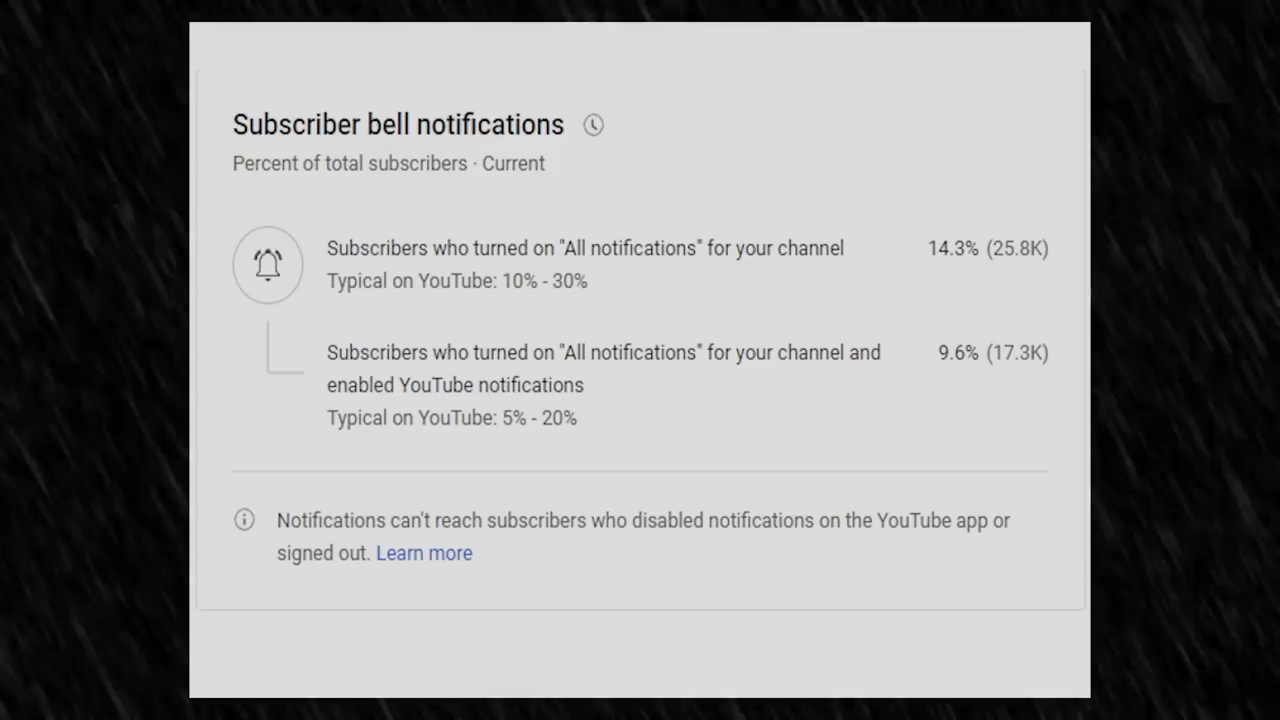 Subscriber bell notifications
Percent of total subscribers · Current
Subscribers who turned on "All notifications" for your channel 14.3% (25.8K)
Typical on YouTube: 10% - 30%
Subscribers who turned on "All notifications" for your channel and 9.6% (17.3K)
enabled YouTube notifications
Typical on YouTube: 5% - 20%
Notifications can't reach subscribers who disabled notifications on the YouTube app or
signed out. Learn more